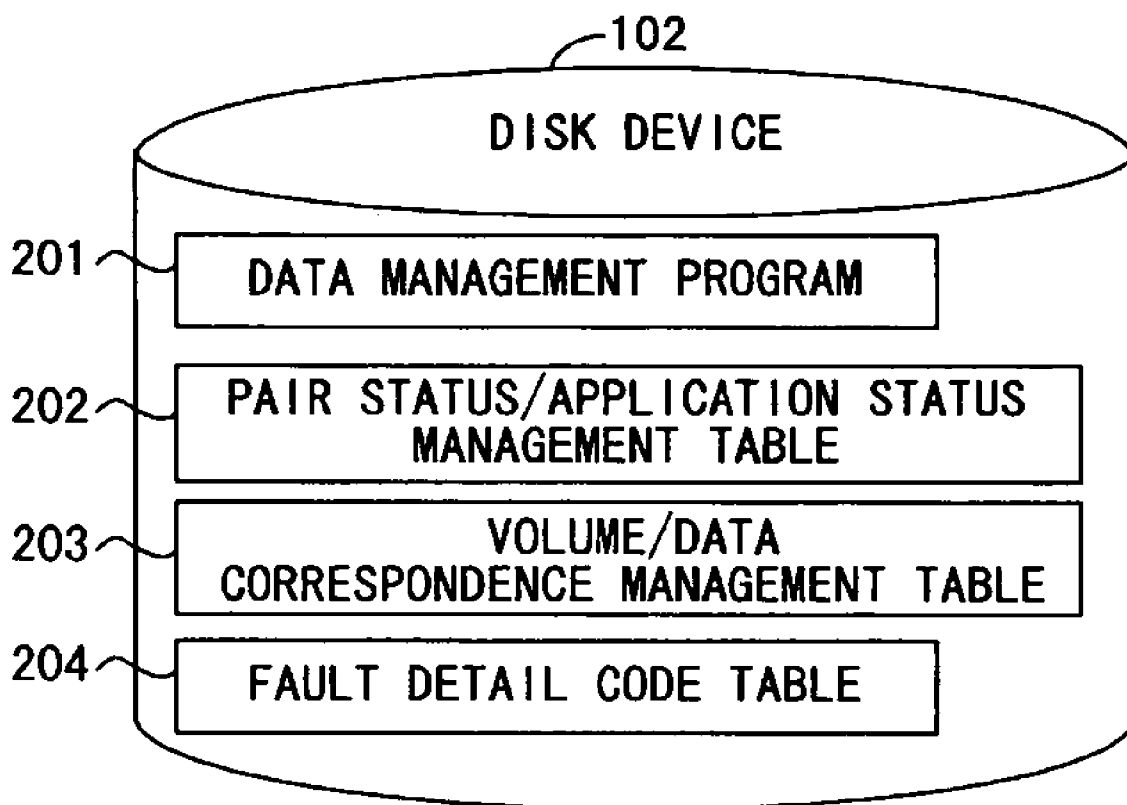 102
DISK DEVICE
201
DATA MANAGEMENT PROGRAM
202
PAIR STATUS/APPLICATION STATUS
MANAGEMENT TABLE
203
VOLUME/DATA
CORRESPONDENCE MANAGEMENT TABLE
204
FAULT DETAIL CODE TABLE